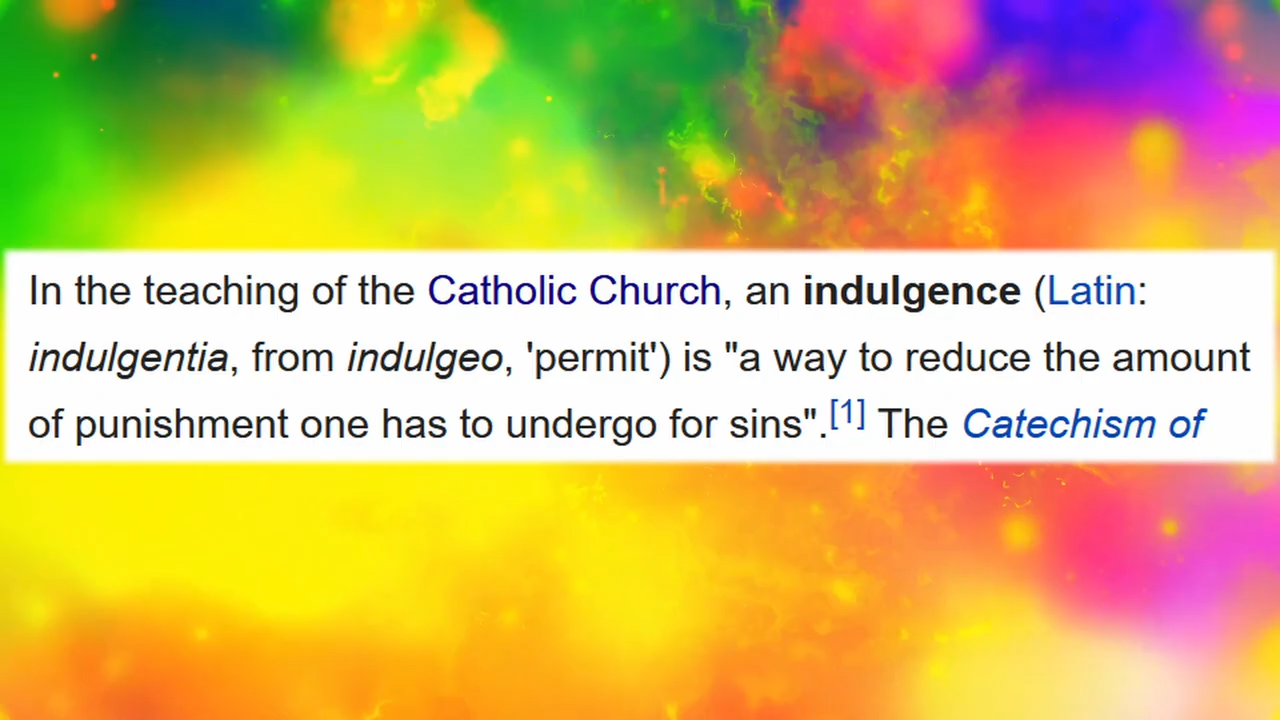 In the teaching of the Catholic Church, an indulgence (Latin:
indulgentia, from indulgeo, 'permit') is "a way to reduce the amount
of punishment one has to undergo for sins".[1] The Catechism of